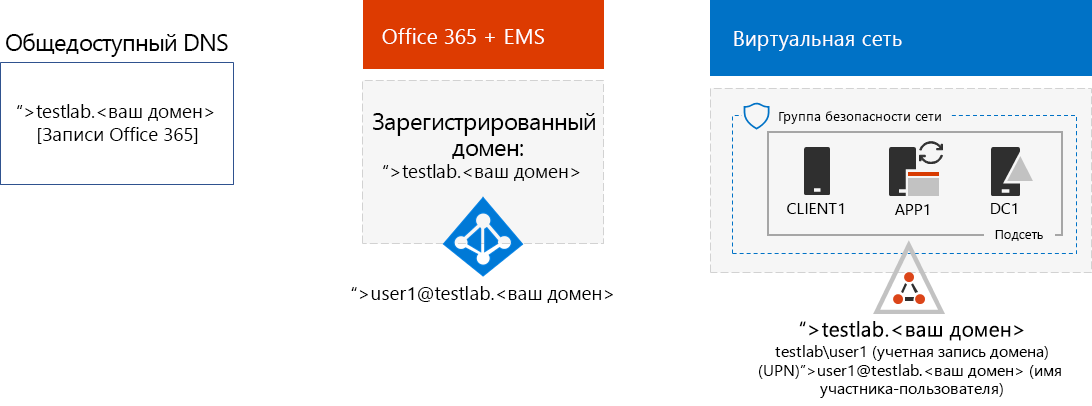 Общедоступный DNS
“>testlab.<ваш домен>
[Записи Office 365]
Office 365 + EMS
Зарегистрированный
домен:
“>testlab.<ваш домен>
“>user1@testlab.<ваш домен>
Виртуальная сеть
Группа безопасности сети
CLIENT1
APP1
DC1
Подсеть
“>testlab.<ваш домен>
testlab\user1 (учетная запись домена)
(UPN)”>user1@testlab.<ваш домен> (имя
участника-пользователя)